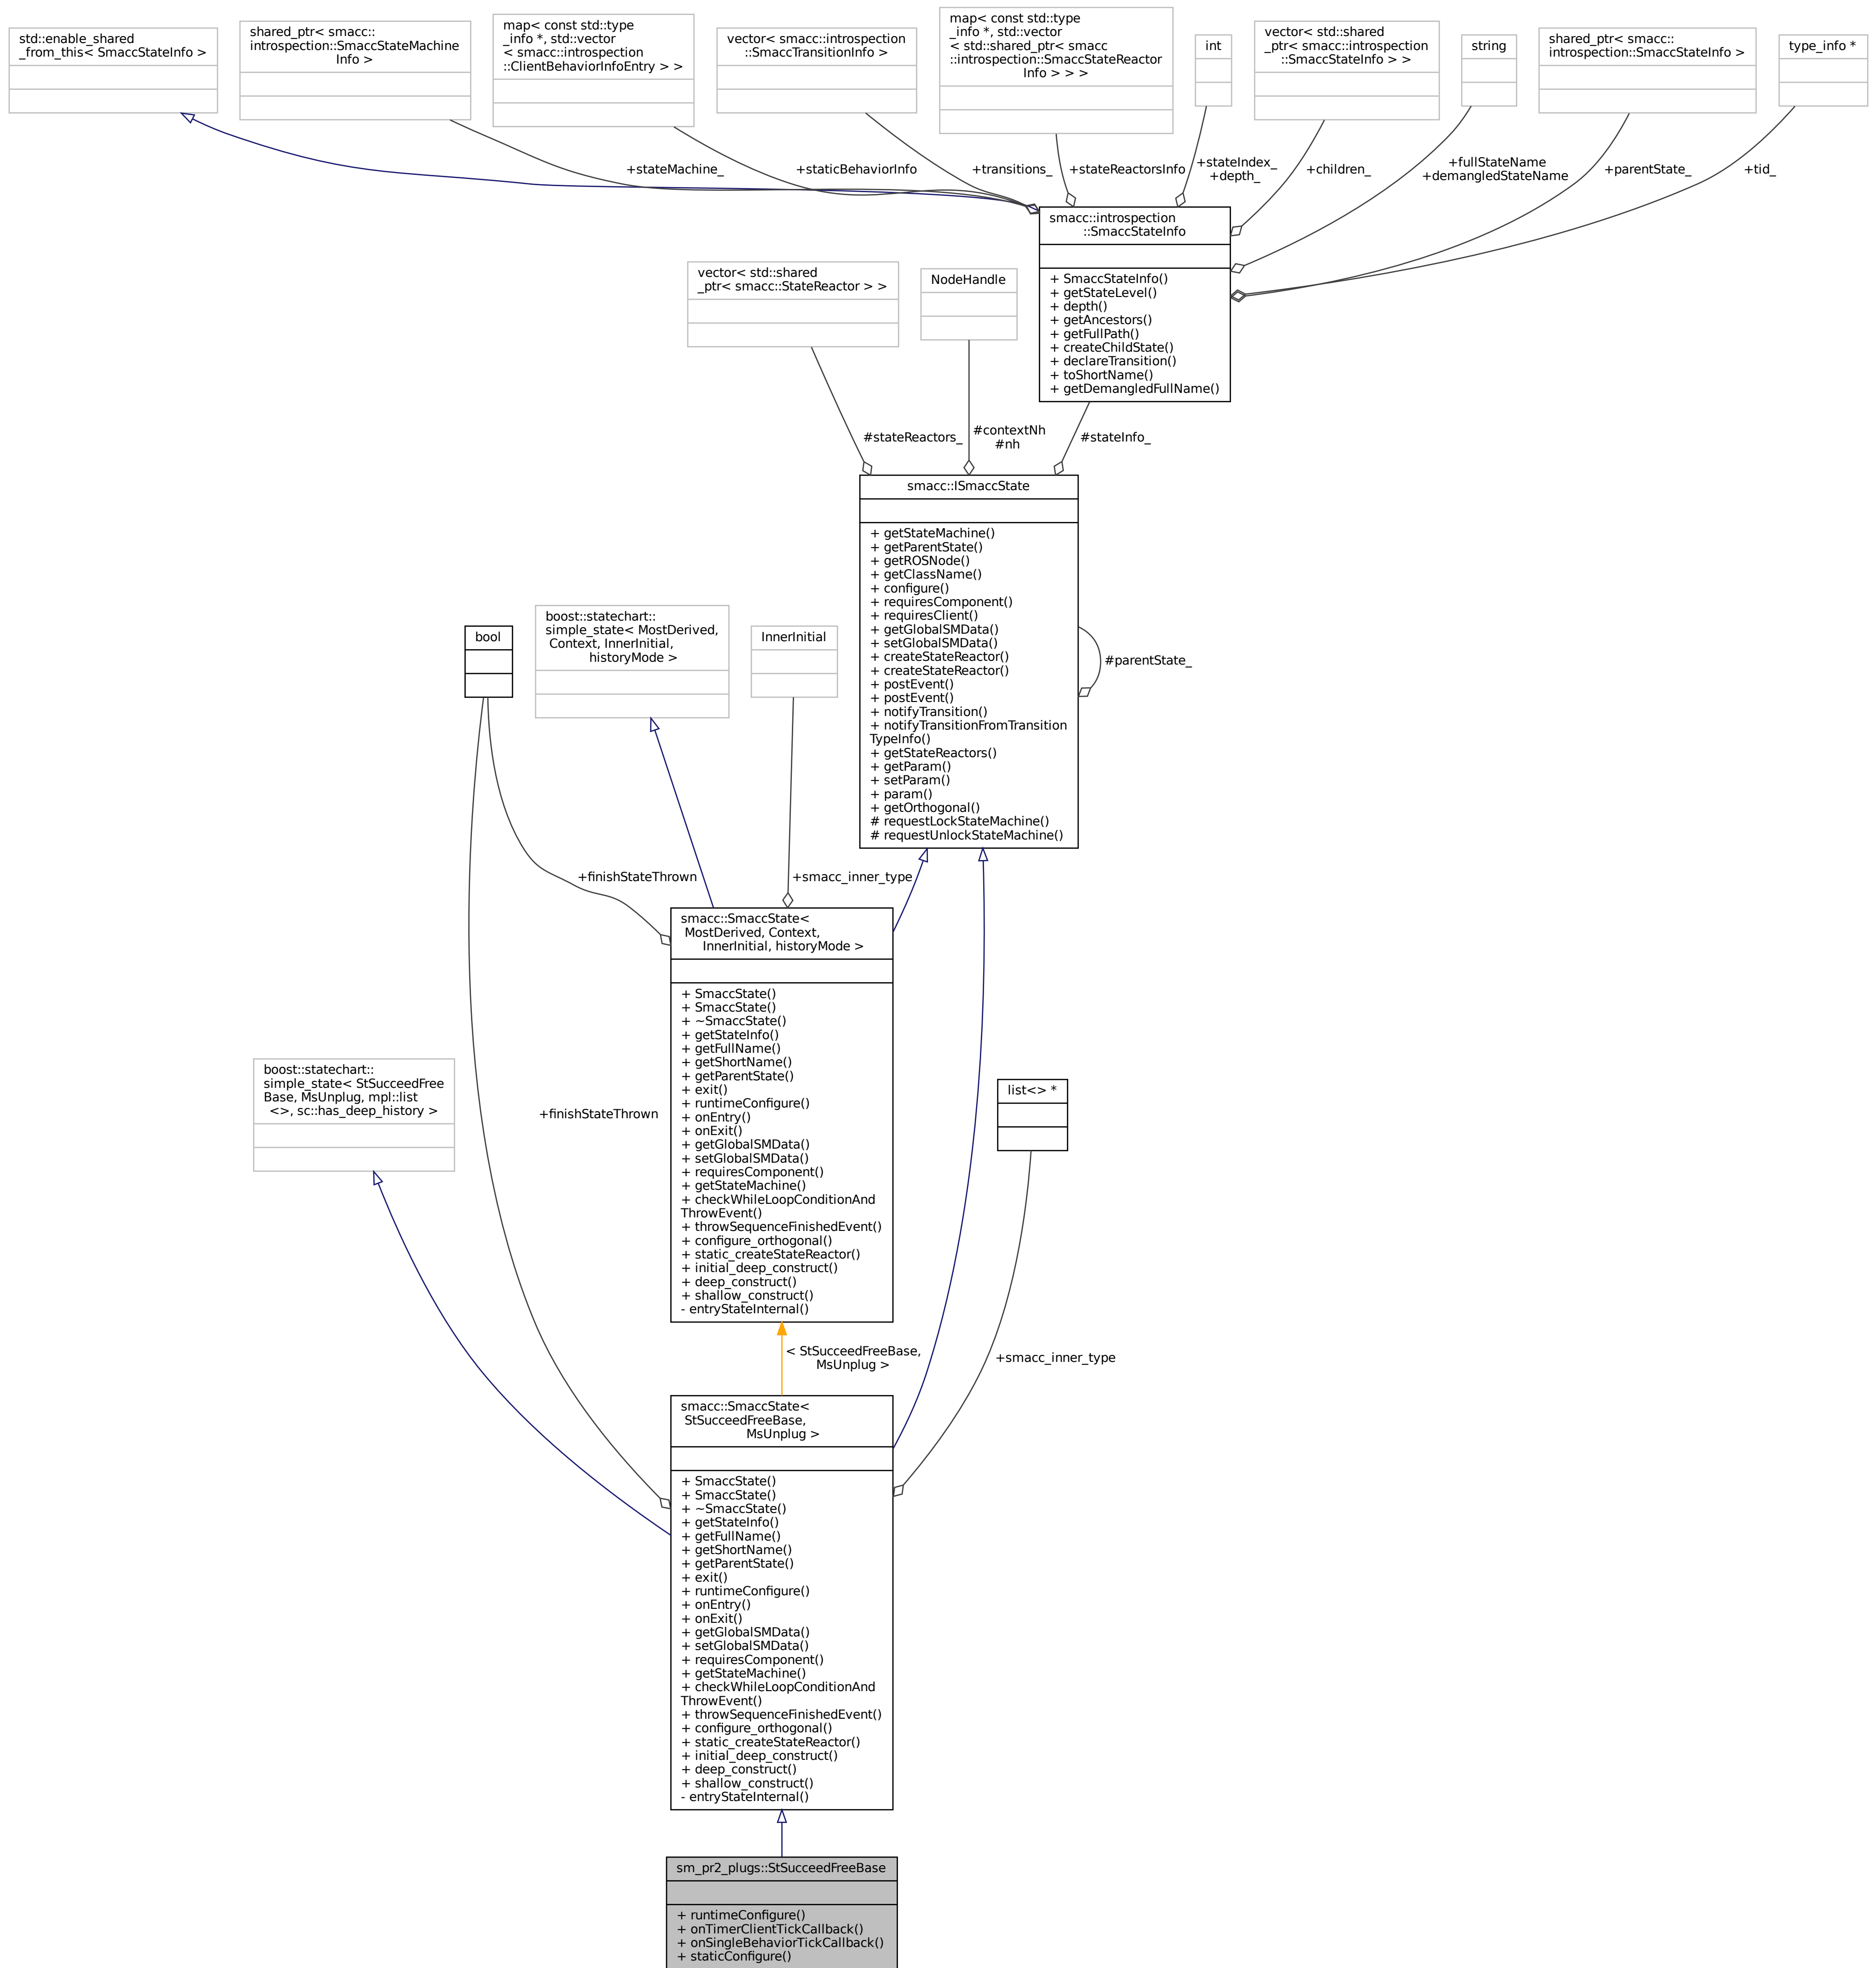 std::enable_shared
_from_this< SmaccStateInfo >
shared_ptr< smacc::
introspection::SmaccStateMachine
Info >
map< const std::type
_info *, std::vector
< smacc::introspection
::ClientBehaviorInfoEntry > >
vector< smacc::introspection
::SmaccTransitionInfo >
map< const std::type
_info *, std::vector
< std::shared_ptr< smacc
::introspection::SmaccStateReactor
Info > > >
int
vector< std::shared
_ptr< smacc::introspection
::SmaccStateInfo > >
string
shared_ptr< smacc::
introspection::SmaccStateInfo >
type_info *
+stateMachine_
+staticBehaviorInfo
+transitions_
+stateReactorsInfo
+stateIndex_
+depth_
+children_
+fullStateName
+demangledStateName
+parentState_
+tid_
smacc::introspection
::SmaccStateInfo
+ SmaccStateInfo()
+ getStateLevel()
+ depth()
+ getAncestors()
+ getFullPath()
+ createChildState()
+ declareTransition()
+ toShortName()
+ getDemangledFullName()
vector< std::shared
_ptr< smacc::StateReactor > >
NodeHandle
#stateReactors_
#contextNh
#nh
#stateInfo_
smacc::ISmaccState
+ getStateMachine()
+ getParentState()
+ getROSNode()
+ getClassName()
+ configure()
+ requiresComponent()
+ requiresClient()
+ getGlobalSMData()
+ setGlobalSMData()
+ createStateReactor()
+ createStateReactor()
+ postEvent()
+ postEvent()
+ notifyTransition()
+ notifyTransitionFromTransition
TypeInfo()
+ getStateReactors()
+ getParam()
+ setParam()
+ param()
+ getOrthogonal()
# requestLockStateMachine()
# requestUnlockStateMachine()
#parentState_
bool
boost::statechart::
simple_state< MostDerived,
Context, InnerInitial,
historyMode >
InnerInitial
+finishStateThrown
+smacc_inner_type
smacc::SmaccState<
MostDerived, Context,
InnerInitial, historyMode >
+ SmaccState()
+ SmaccState()
+ ~SmaccState()
+ getStateInfo()
+ getFullName()
+ getShortName()
+ getParentState()
+ exit()
+ runtimeConfigure()
+ onEntry()
+ onExit()
+ getGlobalSMData()
+ setGlobalSMData()
+ requiresComponent()
+ getStateMachine()
+ checkWhileLoopConditionAnd
ThrowEvent()
+ throwSequenceFinishedEvent()
+ configure_orthogonal()
+ static_createStateReactor()
+ initial_deep_construct()
+ deep_construct()
+ shallow_construct()
- entryStateInternal()
boost::statechart::
simple_state< StSucceedFree
Base, MsUnplug, mpl::list
<>, sc::has_deep_history >
+finishStateThrown
list<> *
< StSucceedFreeBase,
MsUnplug >
+smacc_inner_type
smacc::SmaccState<
StSucceedFreeBase,
MsUnplug >
+ SmaccState()
+ SmaccState()
+ ~SmaccState()
+ getStateInfo()
+ getFullName()
+ getShortName()
+ getParentState()
+ exit()
+ runtimeConfigure()
+ onEntry()
+ onExit()
+ getGlobalSMData()
+ setGlobalSMData()
+ requiresComponent()
+ getStateMachine()
+ checkWhileLoopConditionAnd
ThrowEvent()
+ throwSequenceFinishedEvent()
+ configure_orthogonal()
+ static_createStateReactor()
+ initial_deep_construct()
+ deep_construct()
+ shallow_construct()
- entryStateInternal()
sm_pr2_plugs::StSucceedFreeBase
+ runtimeConfigure()
+ onTimerClientTickCallback()
+ onSingleBehaviorTickCallback()
+ staticConfigure()